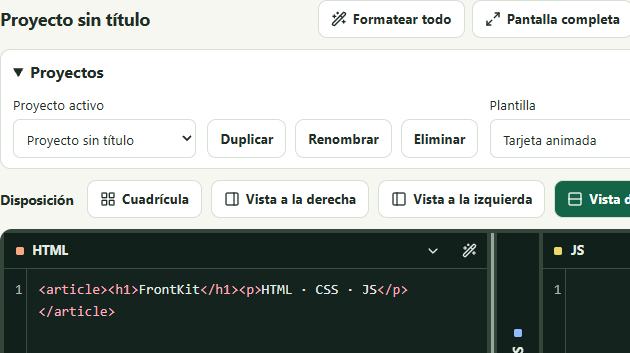 Proyecto sin título
Formatear todo
Pantalla completa
Proyectos
Proyecto activo
Plantilla
Proyecto sin título
Duplicar
Renombrar
Eliminar
Tarjeta animada
Disposición
Cuadrícula
Vista a la derecha
Vista a la izquierda
Vista
HTML
JS
1 <article><h1>FrontKit</h1><p>HTML · CSS · JS</p>
</article>
1